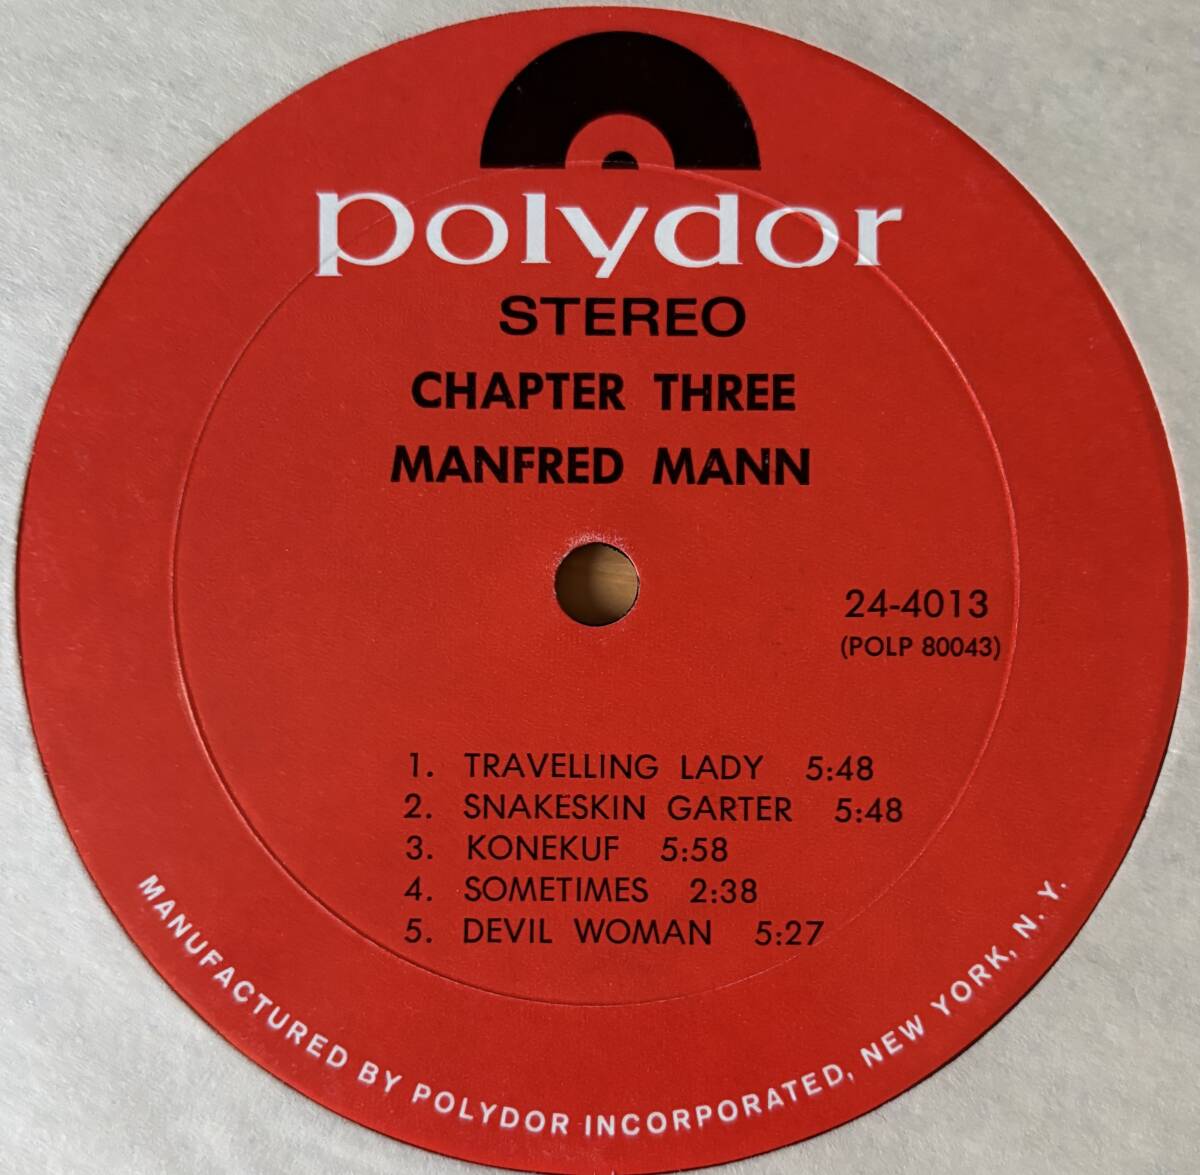 polydor
STEREO
CHAPTER THREE
MANFRED MANN
24-4013
(POLP 80043)
1. TRAVELLING LADY 5:48
2. SNAKESKIN GARTER 5:48
3. KONEKUF 5:58
4. SOMETIMES 2:38
5. DEVIL WOMAN 5:27
MANUFACTURED BY POLYDOR INCORPORATED, NEW YORK, N. Y.